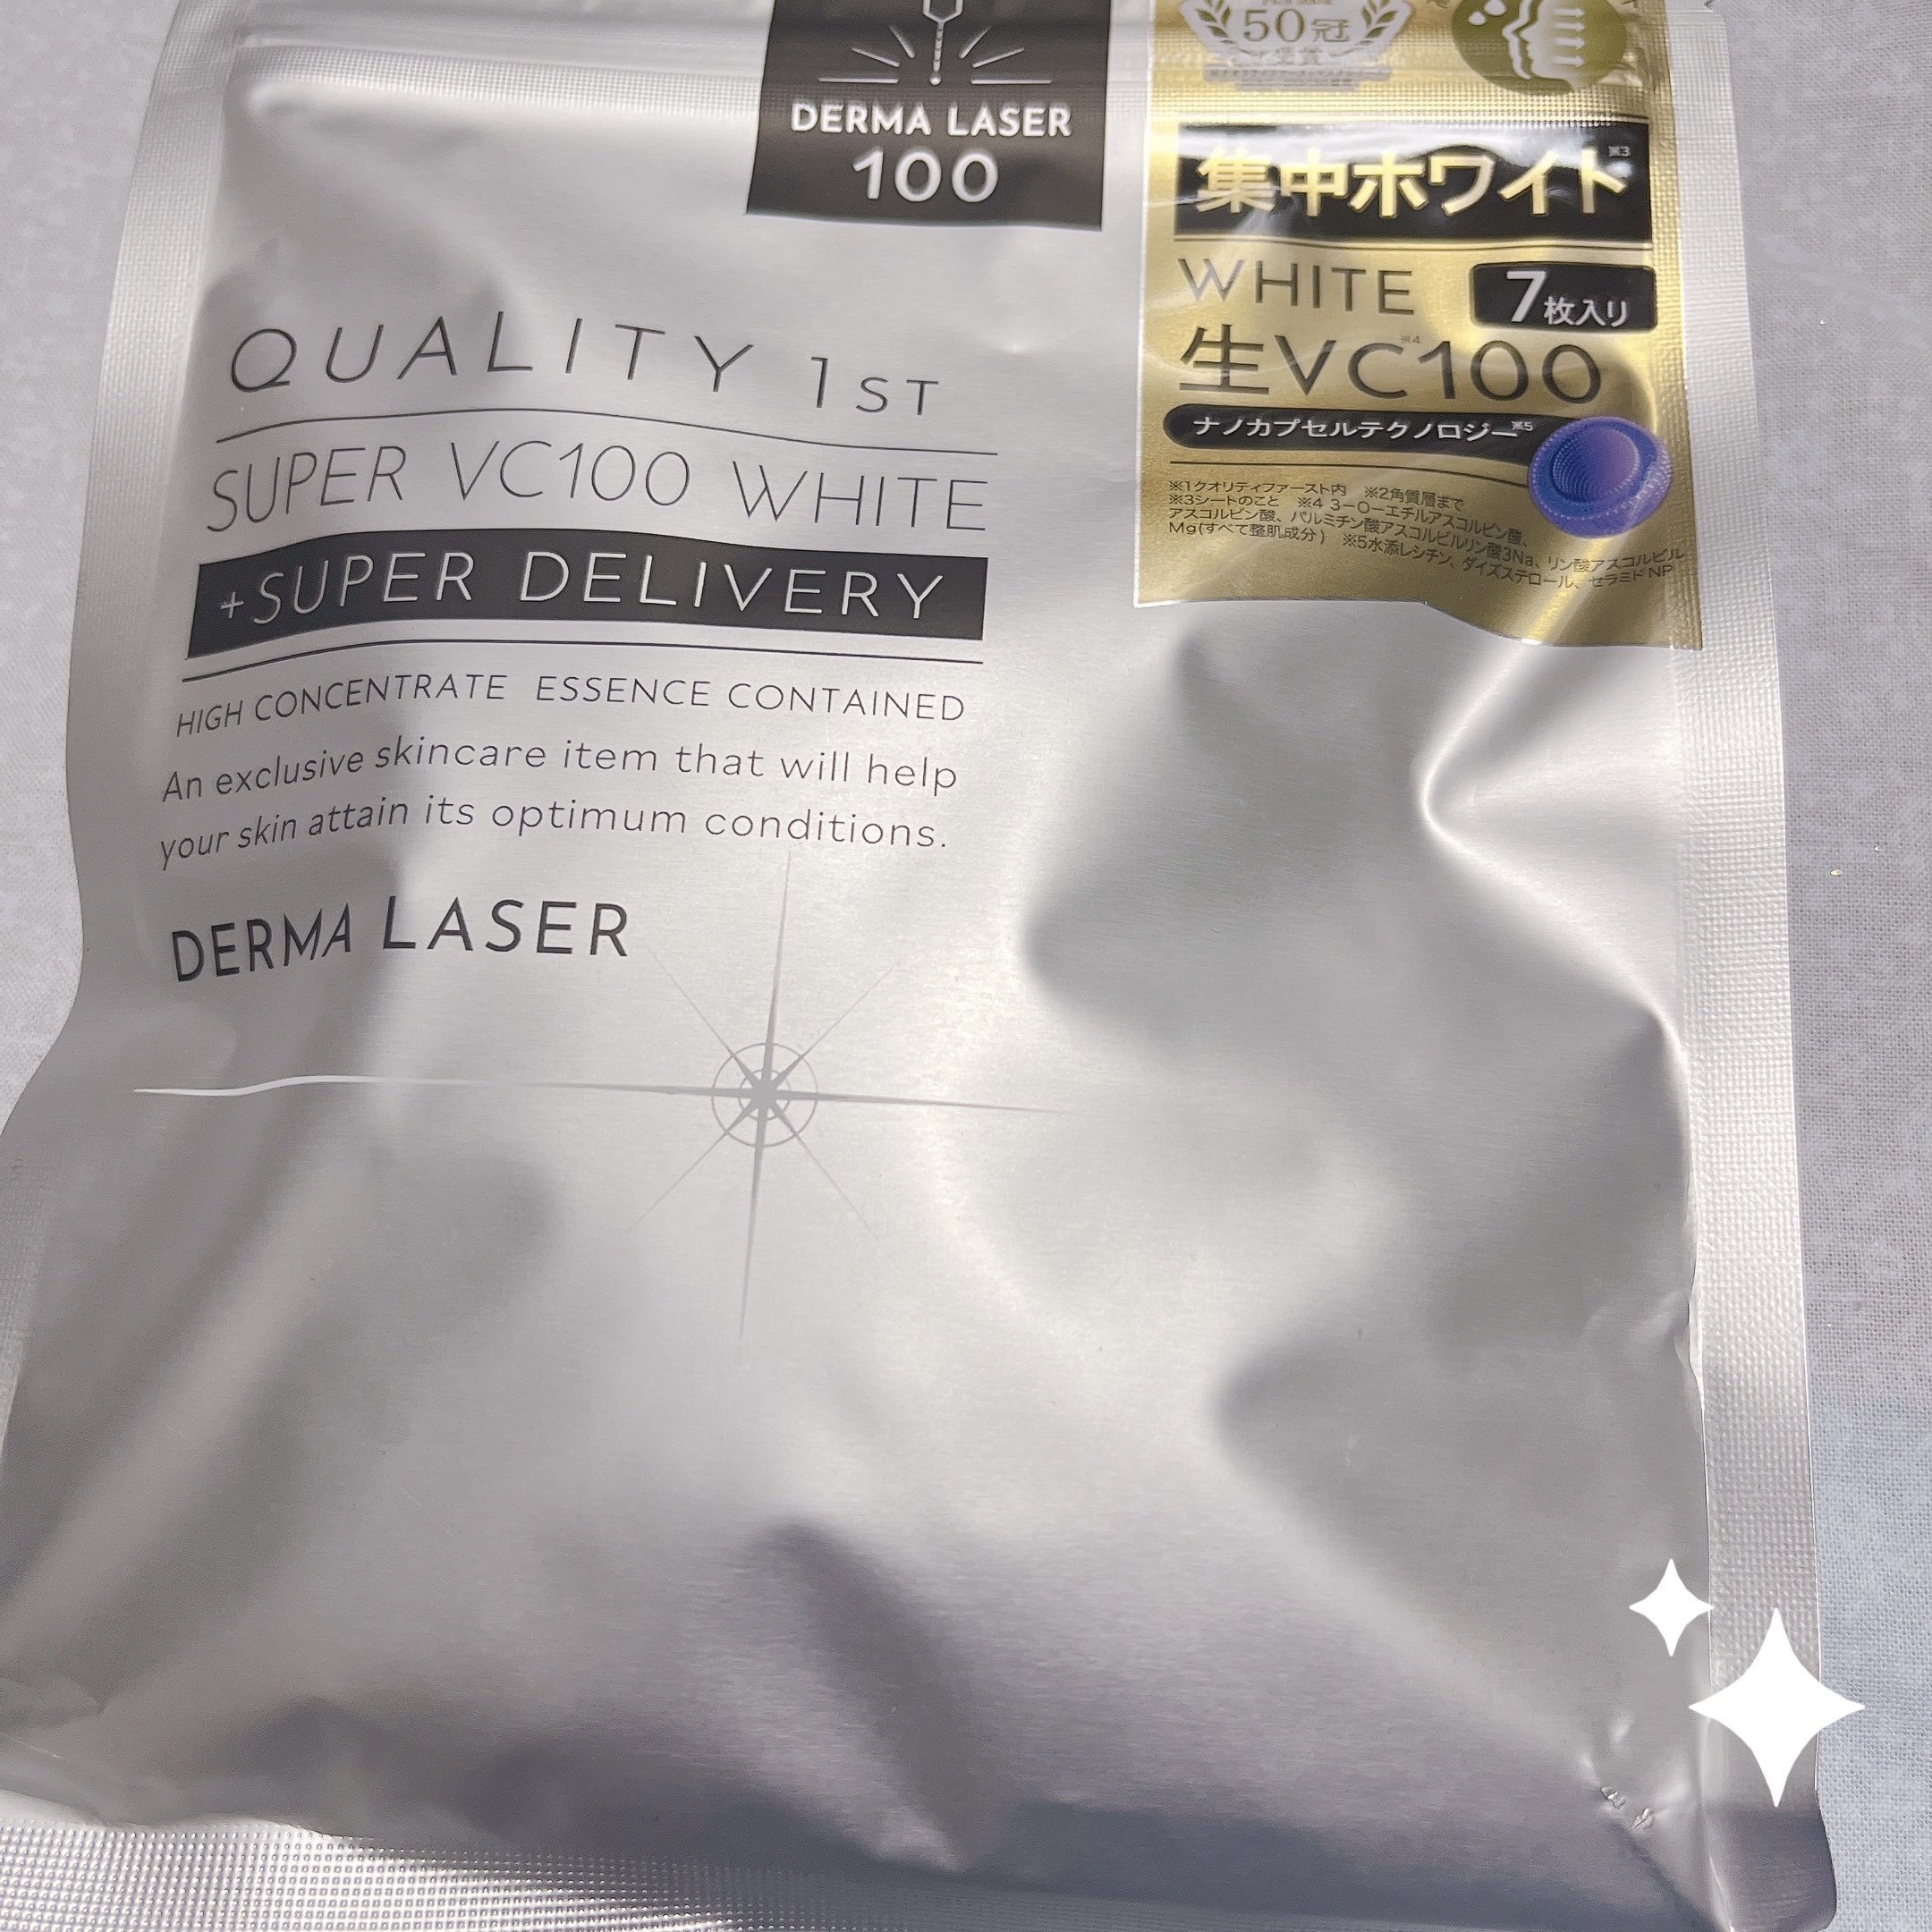 DERMA LASER
100
QUALITY 1ST
SUPER VC100 WHITE
+SUPER DELIVERY
HIGH CONCENTRATE ESSENCE CONTAINED
An exclusive skincare item that will help
your skin attain its optimum conditions.
DERMA LASER
50冠
受賞
集中ホワイト※3
WHITE
7枚入り
生VC100※4
ナノカプセルテクノロジー※5
※1クオリティファースト内 ※2角質層まで
※3シートのこと ※4 3-O-エチルアスコルビン酸、
アスコルビン酸、パルミチン酸アスコルビルリン酸3Na、リン酸アスコルビル
Mg(すべて整肌成分) ※5水添レシチン、ダイズステロール、セラミドNP